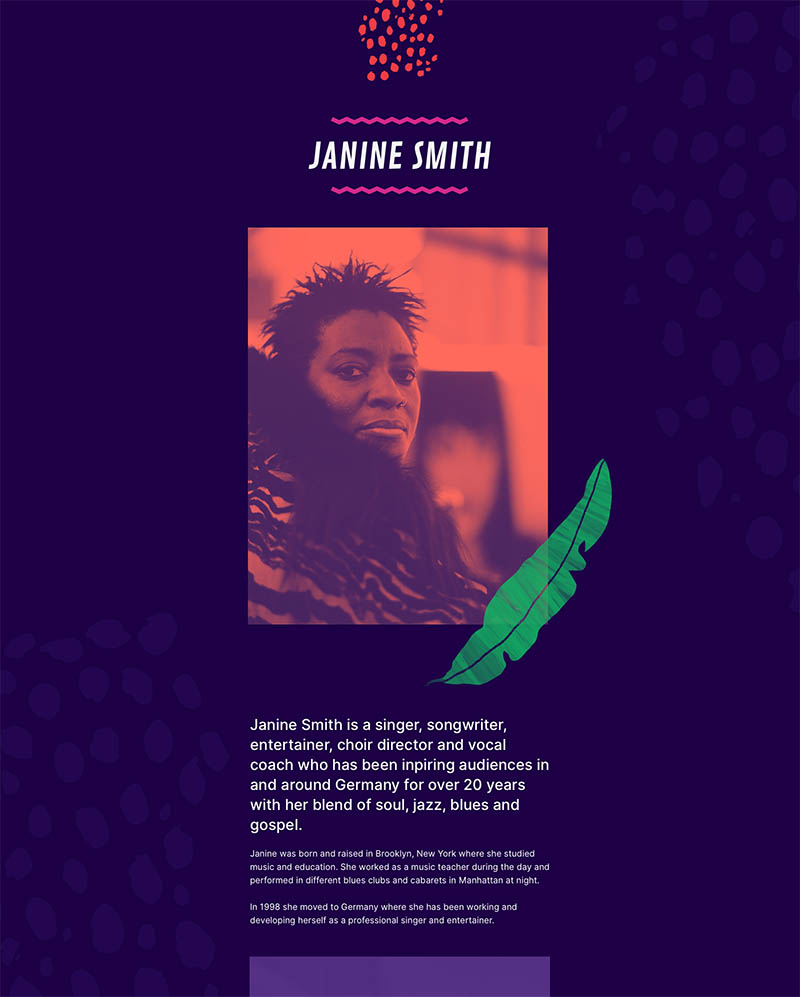 JANINE SMITH
Janine Smith is a singer, songwriter,
entertainer, choir director and vocal
coach who has been inpiring audiences in
and around Germany for over 20 years
with her blend of soul, jazz, blues and
gospel.
Janine was born and raised in Brooklyn, New York where she studied
music and education. She worked as a music teacher during the day and
performed in different blues clubs and cabarets in Manhattan at night.
In 1998 she moved to Germany where she has been working and
developing herself as a professional singer and entertainer.